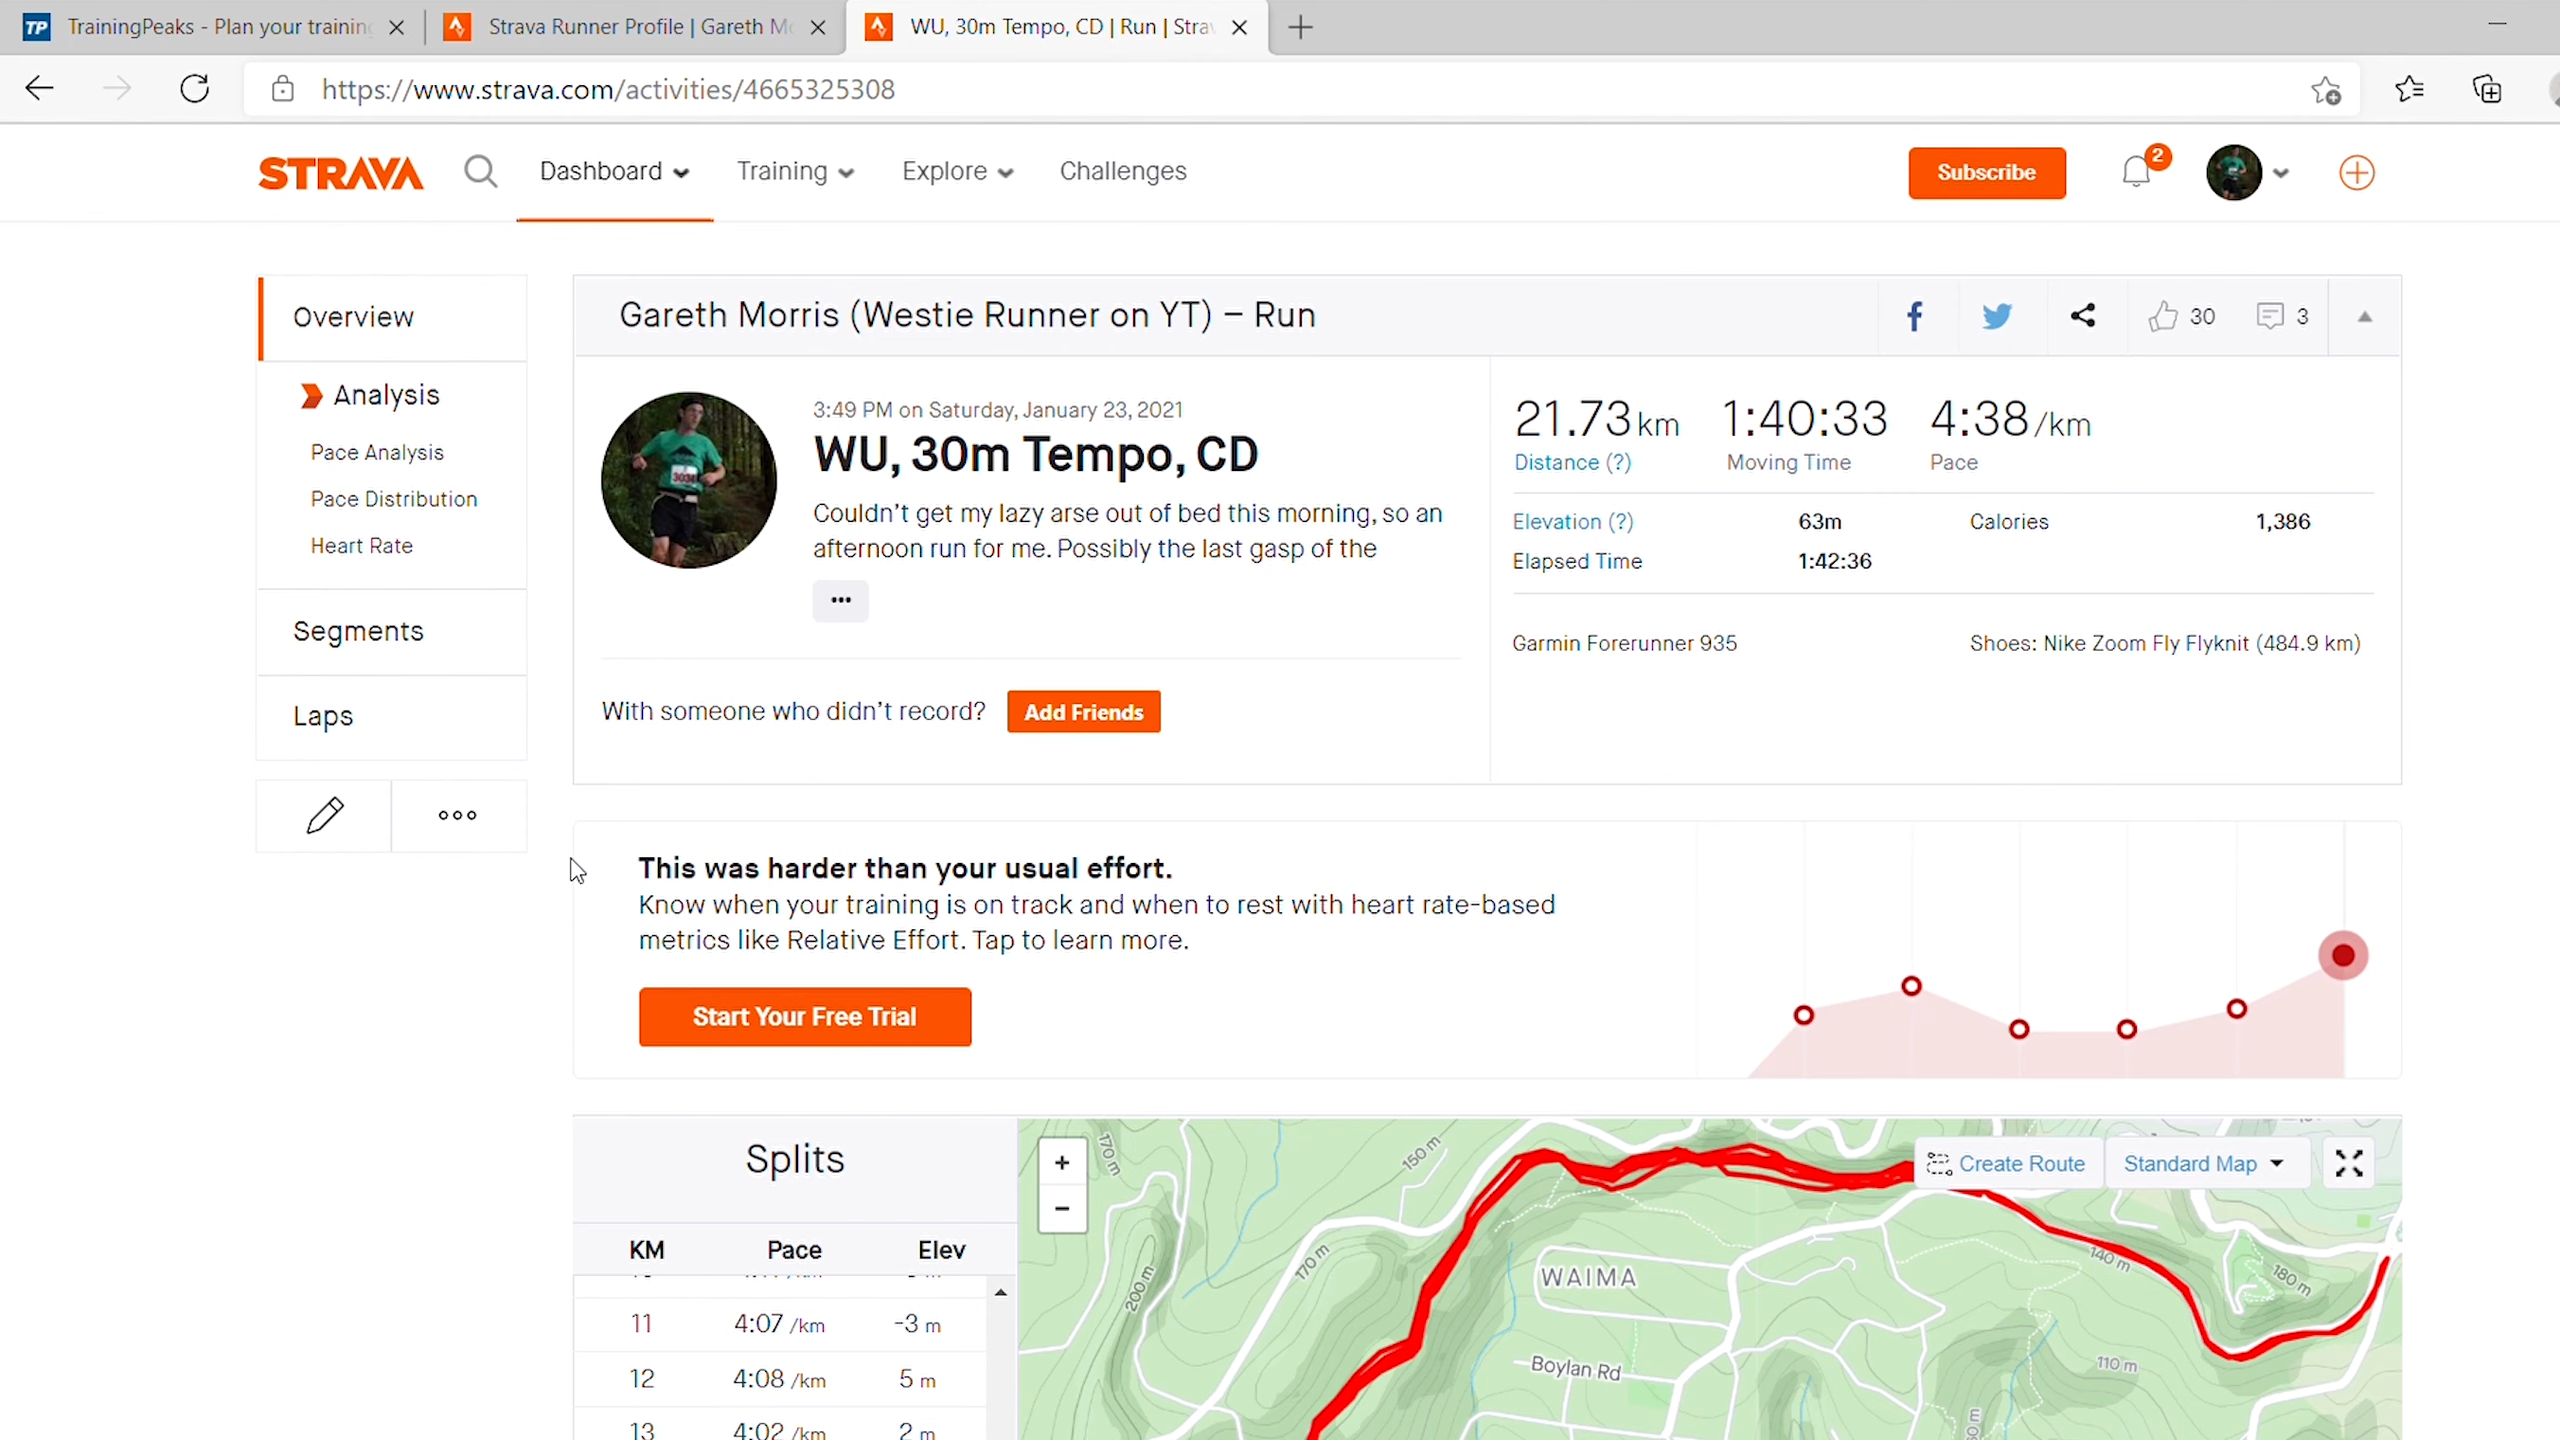 TP TrainingPeaks - Plan your training
Strava Runner Profile | Gareth Mo
WU, 30m Tempo, CD | Run | Strav
https://www.strava.com/activities/4665325308
STRAVA
Dashboard
Training
Explore
Challenges
Subscribe
2
Overview
Analysis
Pace Analysis
Pace Distribution
Heart Rate
Segments
Laps
Gareth Morris (Westie Runner on YT) – Run
30
3
3:49 PM on Saturday, January 23, 2021
WU, 30m Tempo, CD
Couldn't get my lazy arse out of bed this morning, so an
afternoon run for me. Possibly the last gasp of the
With someone who didn't record? Add Friends
21.73 km 1:40:33 4:38 /km
Distance (?) Moving Time Pace
Elevation (?) 63m Calories 1,386
Elapsed Time 1:42:36
Garmin Forerunner 935 Shoes: Nike Zoom Fly Flyknit (484.9 km)
This was harder than your usual effort.
Know when your training is on track and when to rest with heart rate-based
metrics like Relative Effort. Tap to learn more.
Start Your Free Trial
Splits
KM Pace Elev
11 4:07 /km -3 m
12 4:08 /km 5 m
13 4:02 /km 2 m
+
−
Create Route
Standard Map
170 m
150 m
200 m
170 m
WAIMA
Boylan Rd
140 m
180 m
110 m